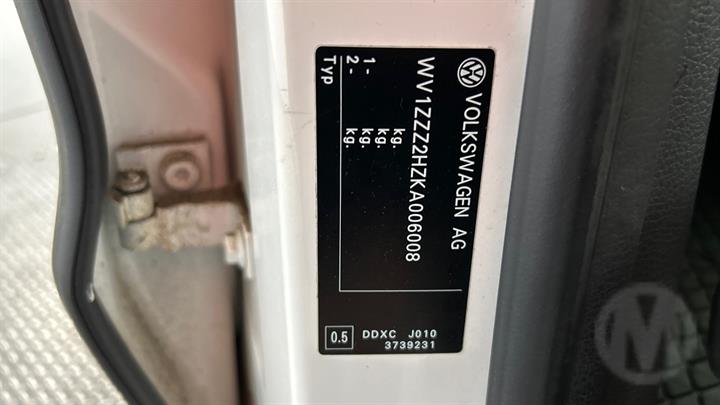 VOLKSWAGEN AG
WV1ZZZ2HZKA006008
kg.
kg.
1- kg.
2- kg.
Typ
0.5 DDXC J010
3739231
M